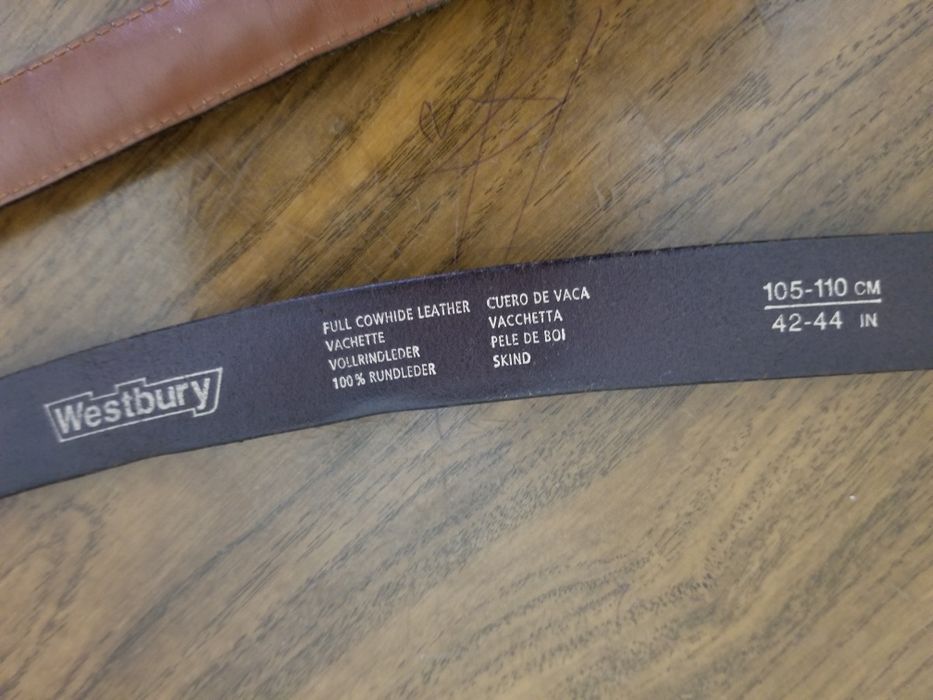 Westbury
FULL COWHIDE LEATHER
VACHETTE
VOLLRINDLEDER
100% RUNDLEDER
CUERO DE VACA
VACCHETTA
PELE DE BOI
SKIND
105-110 CM
42-44 IN